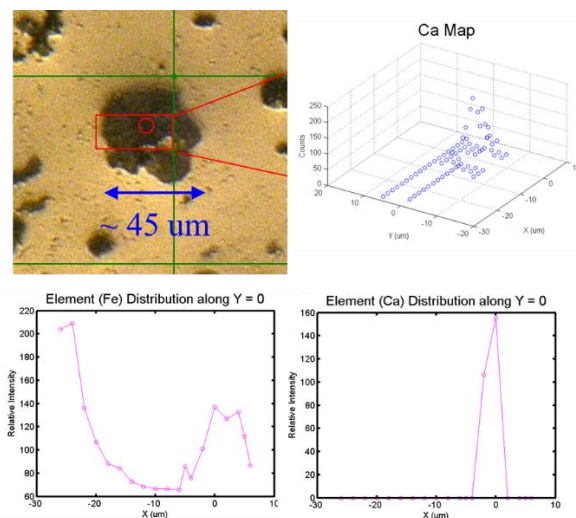 ~ 45 um
Ca Map
250
200
150
100
50
0
Counts
20
10
0
-10
-20
Y (um)
-30
-20
-10
0
X (um)
Element (Fe) Distribution along Y = 0
220
200
180
160
140
120
100
80
60
Relative Intensity
-30 -20 -10 0 10
X (um)
Element (Ca) Distribution along Y = 0
160
140
120
100
80
60
40
20
0
Relative Intensity
-30 -20 -10 0 10
X (um)